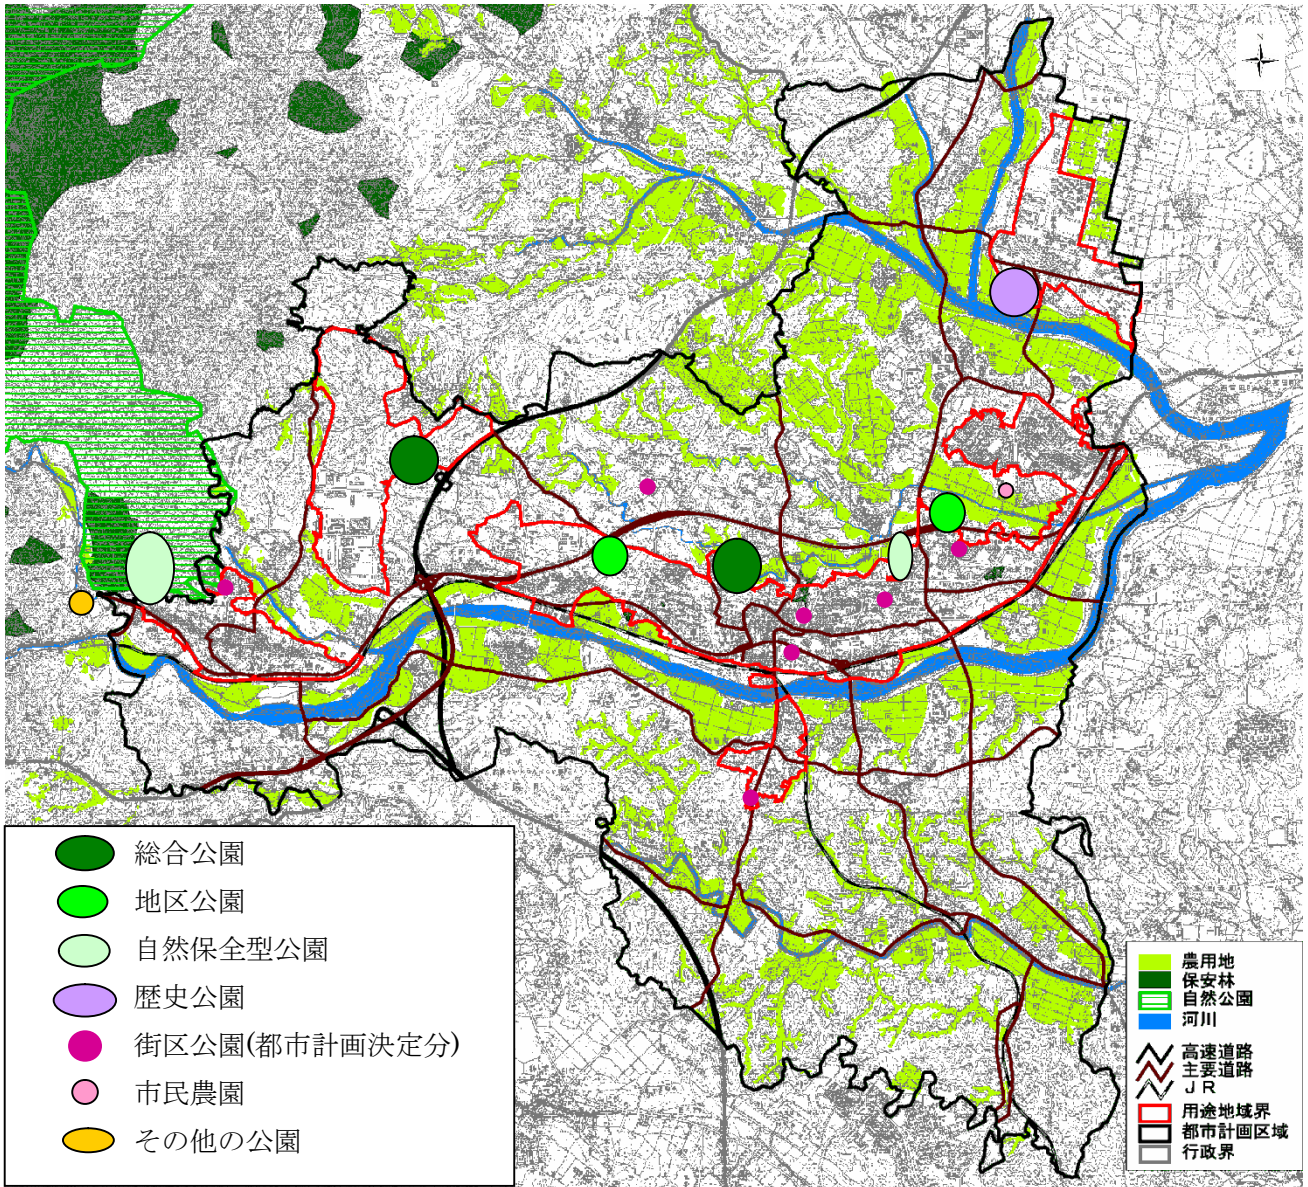 総合公園
地区公園
自然保全型公園
歴史公園
街区公園(都市計画決定分)
市民農園
その他の公園
農用地
保安林
自然公園
河川
高速道路
主要道路
JR
用途地域界
都市計画区域
行政界